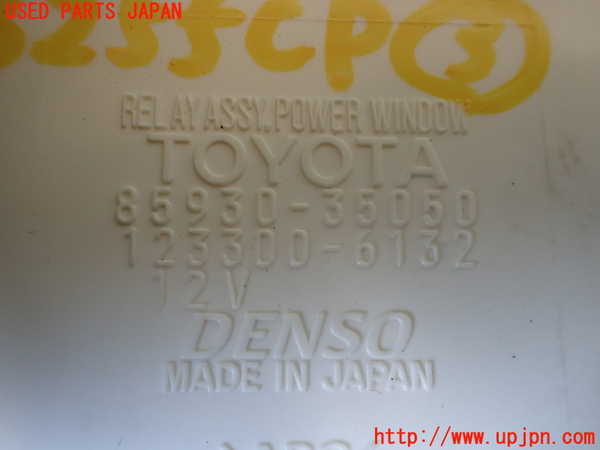 USED PARTS JAPAN
RELAY ASSY,POWER WINDOW
TOYOTA
85930-35050
123300-6132
12V
DENSO
MADE IN JAPAN
http://www.upjpn.com/